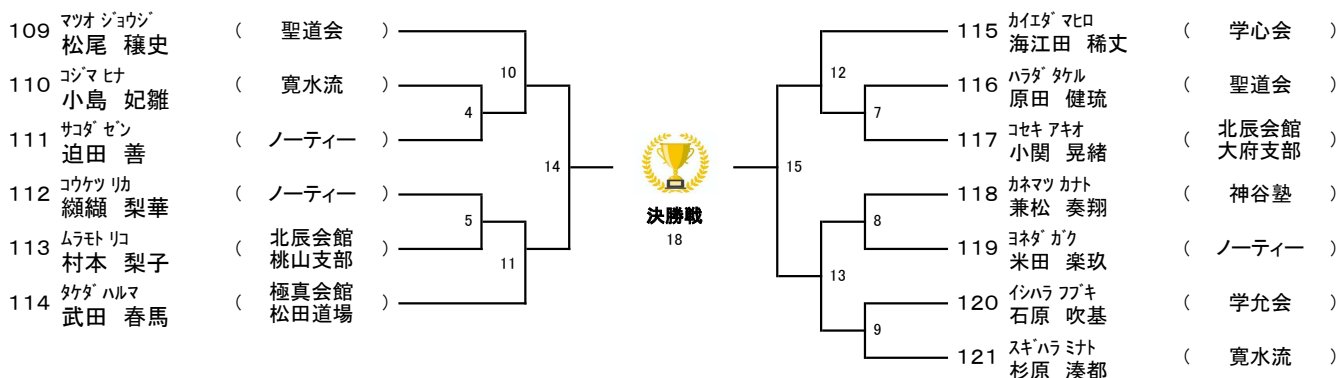 109 マツオ ジョウジ 松尾 穣史 （ 聖道会 ）
110 コジマ ヒナ 小島 妃雛 （ 寛水流 ）
111 サコダ ゼン 迫田 善 （ ノーティー ）
112 コウケツ リカ 纐纈 梨華 （ ノーティー ）
113 ムラモト リコ 村本 梨子 （ 北辰会館 桃山支部 ）
114 タケダ ハルマ 武田 春馬 （ 極真会館 松田道場 ）
10
4
14
5
11
決勝戦
18
12
7
15
8
13
9
115 カイエダ マヒロ 海江田 稀丈 （ 学心会 ）
116 ハラダ タケル 原田 健琉 （ 聖道会 ）
117 コセキ アキオ 小関 晃緒 （ 北辰会館 大府支部 ）
118 カネマツ カナト 兼松 奏翔 （ 神谷塾 ）
119 ヨネダ ガク 米田 楽玖 （ ノーティー ）
120 イシハラ フブキ 石原 吹基 （ 学允会 ）
121 スギハラ ミナト 杉原 湊都 （ 寛水流 ）